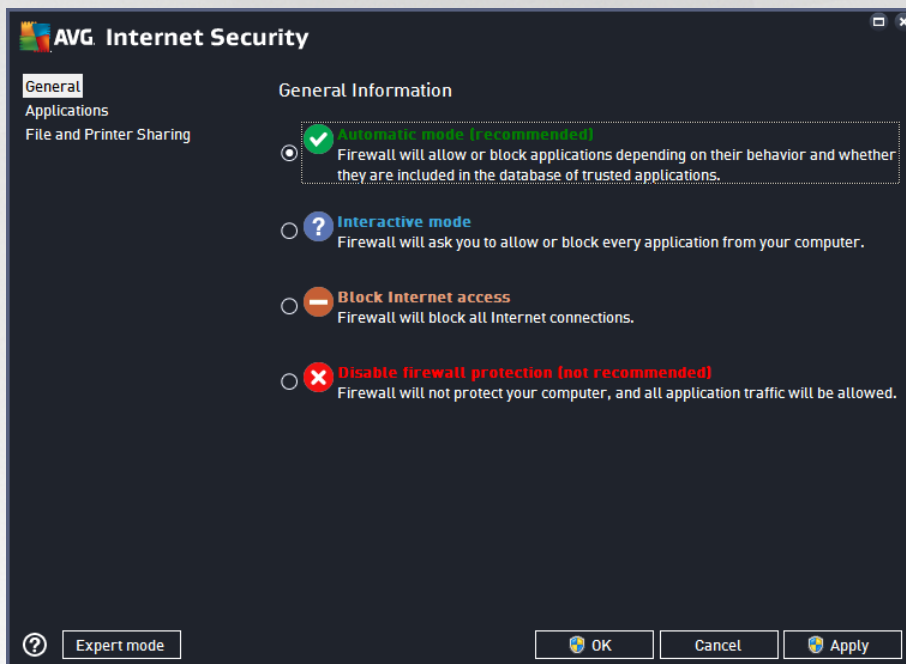 AVG Internet Security
General
Applications
File and Printer Sharing
General Information
Automatic mode (recommended)
Firewall will allow or block applications depending on their behavior and whether
they are included in the database of trusted applications.
Interactive mode
Firewall will ask you to allow or block every application from your computer.
Block Internet access
Firewall will block all Internet connections.
Disable firewall protection (not recommended)
Firewall will not protect your computer, and all application traffic will be allowed.
Expert mode
OK
Cancel
Apply